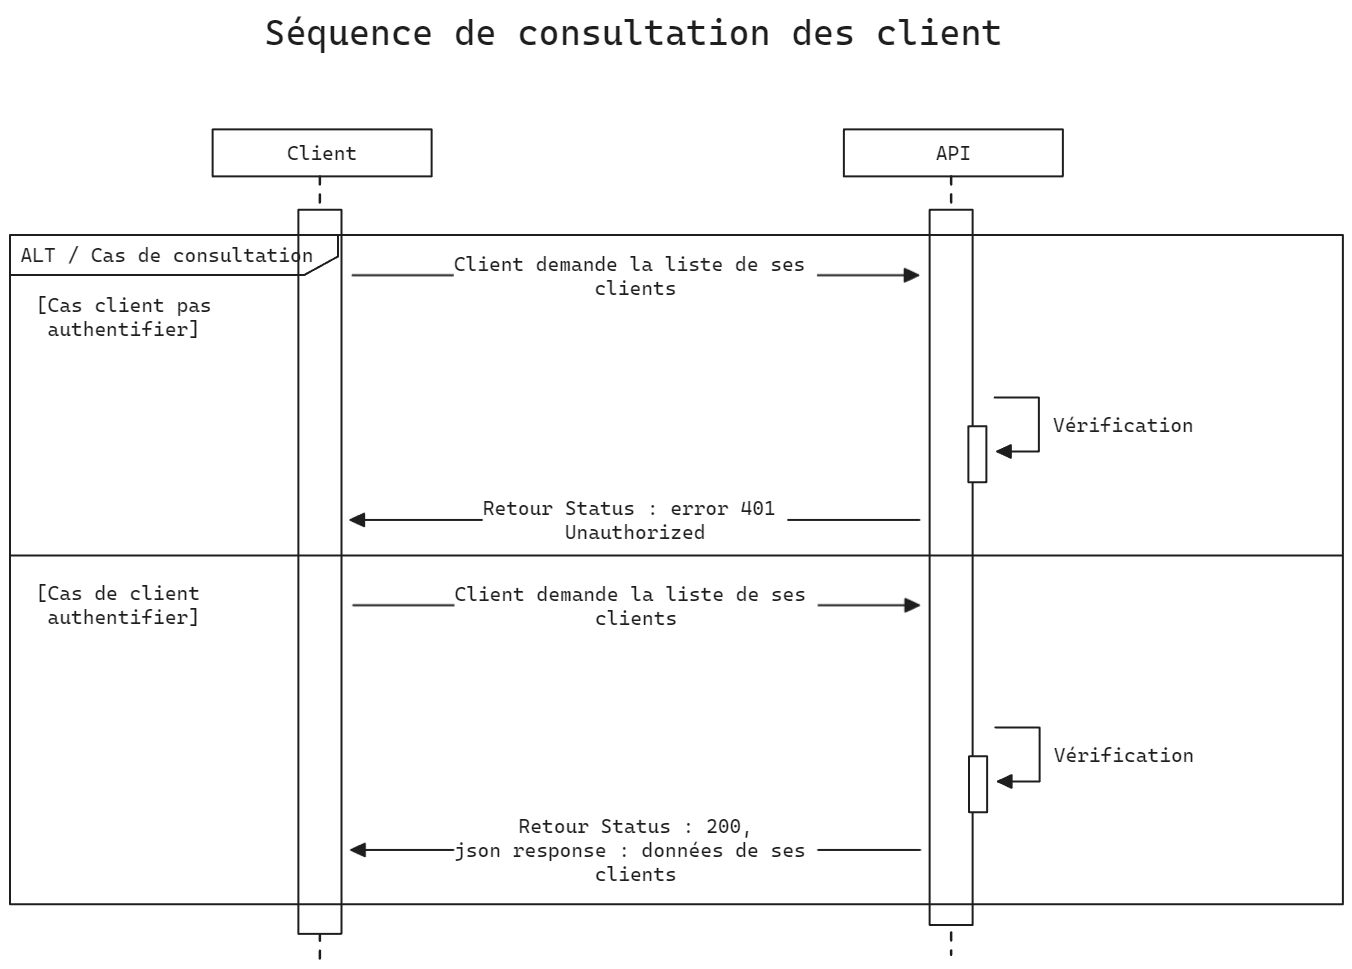 Séquence de consultation des client
Client
API
ALT / Cas de consultation
Client demande la liste de ses
clients
[Cas client pas
authentifier]
Vérification
Retour Status : error 401
Unauthorized
[Cas de client
authentifier]
Client demande la liste de ses
clients
Vérification
Retour Status : 200,
json response : données de ses
clients